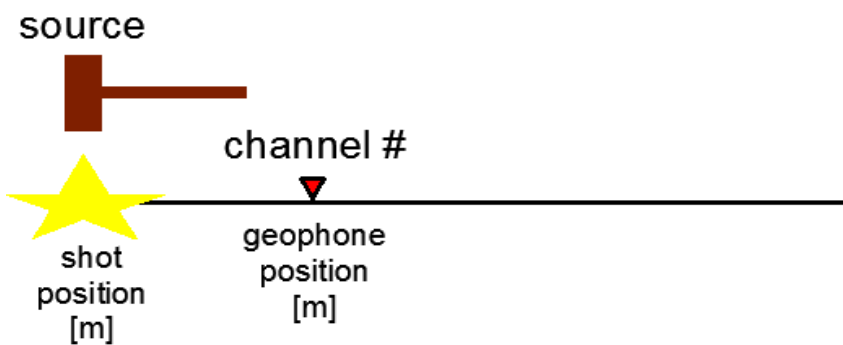 source
channel #
shot
position
[m]
geophone
position
[m]